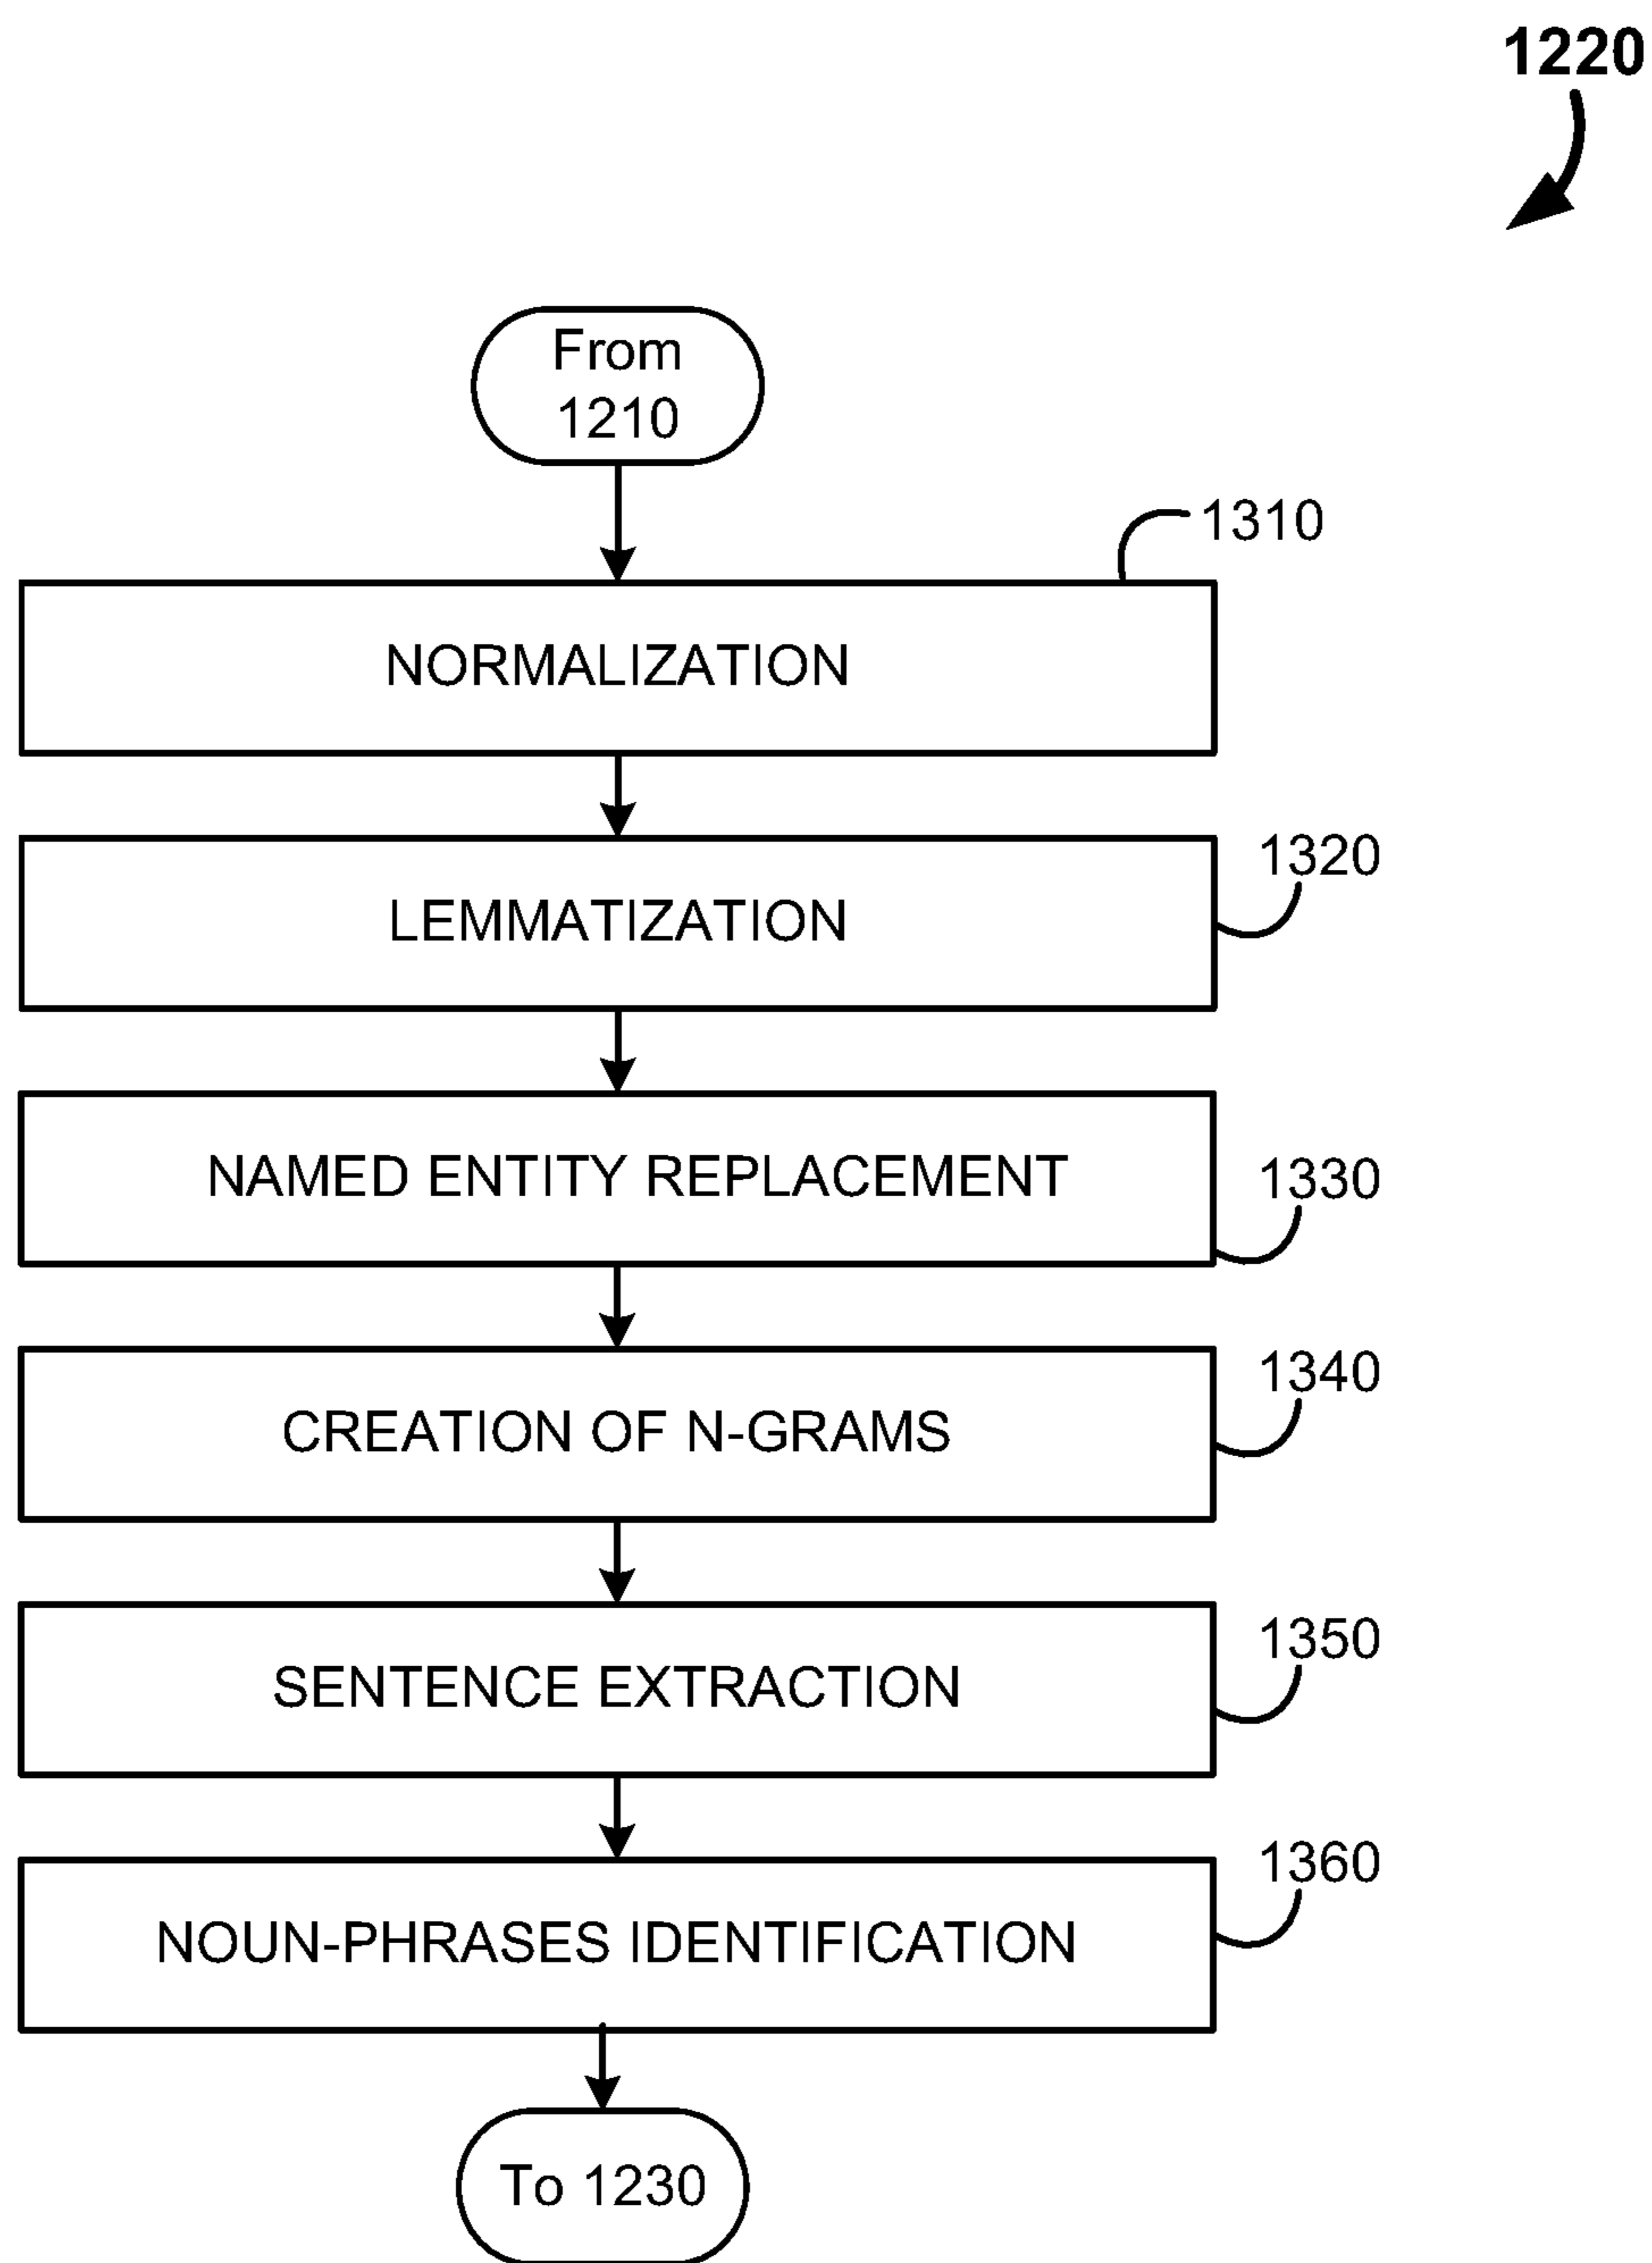 1220
From
1210
1310
NORMALIZATION
1320
LEMMATIZATION
NAMED ENTITY REPLACEMENT
1330
1340
CREATION OF N-GRAMS
1350
SENTENCE EXTRACTION
1360
NOUN-PHRASES IDENTIFICATION
To 1230